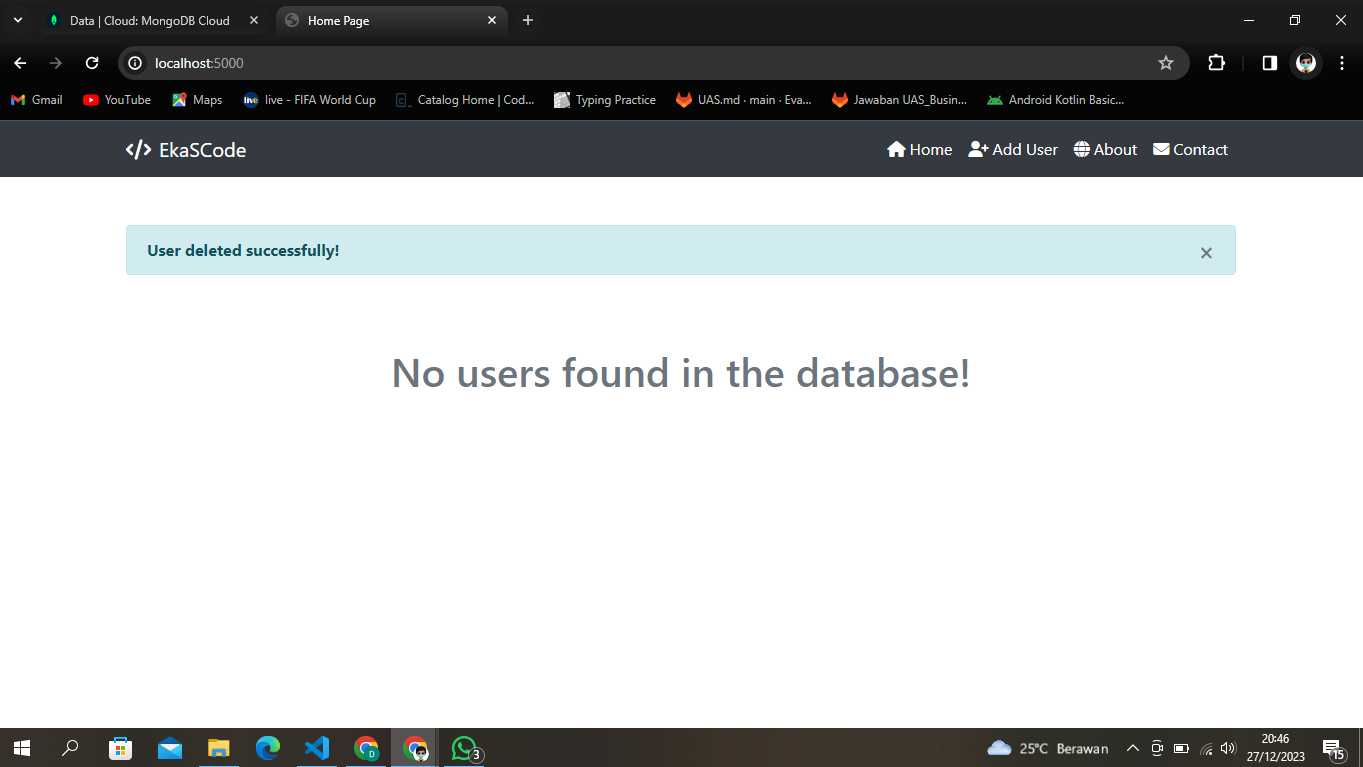 Data | Cloud: MongoDB Cloud
Home Page
localhost:5000
Gmail
YouTube
Maps
live
live - FIFA World Cup
Catalog Home | Cod...
Typing Practice
UAS.md · main · Eva...
Jawaban UAS_Busin...
Android Kotlin Basic...
EkaSCode
Home
Add User
About
Contact
User deleted successfully!
×
No users found in the database!
D
3
25°C Berawan
20:46
27/12/2023
15